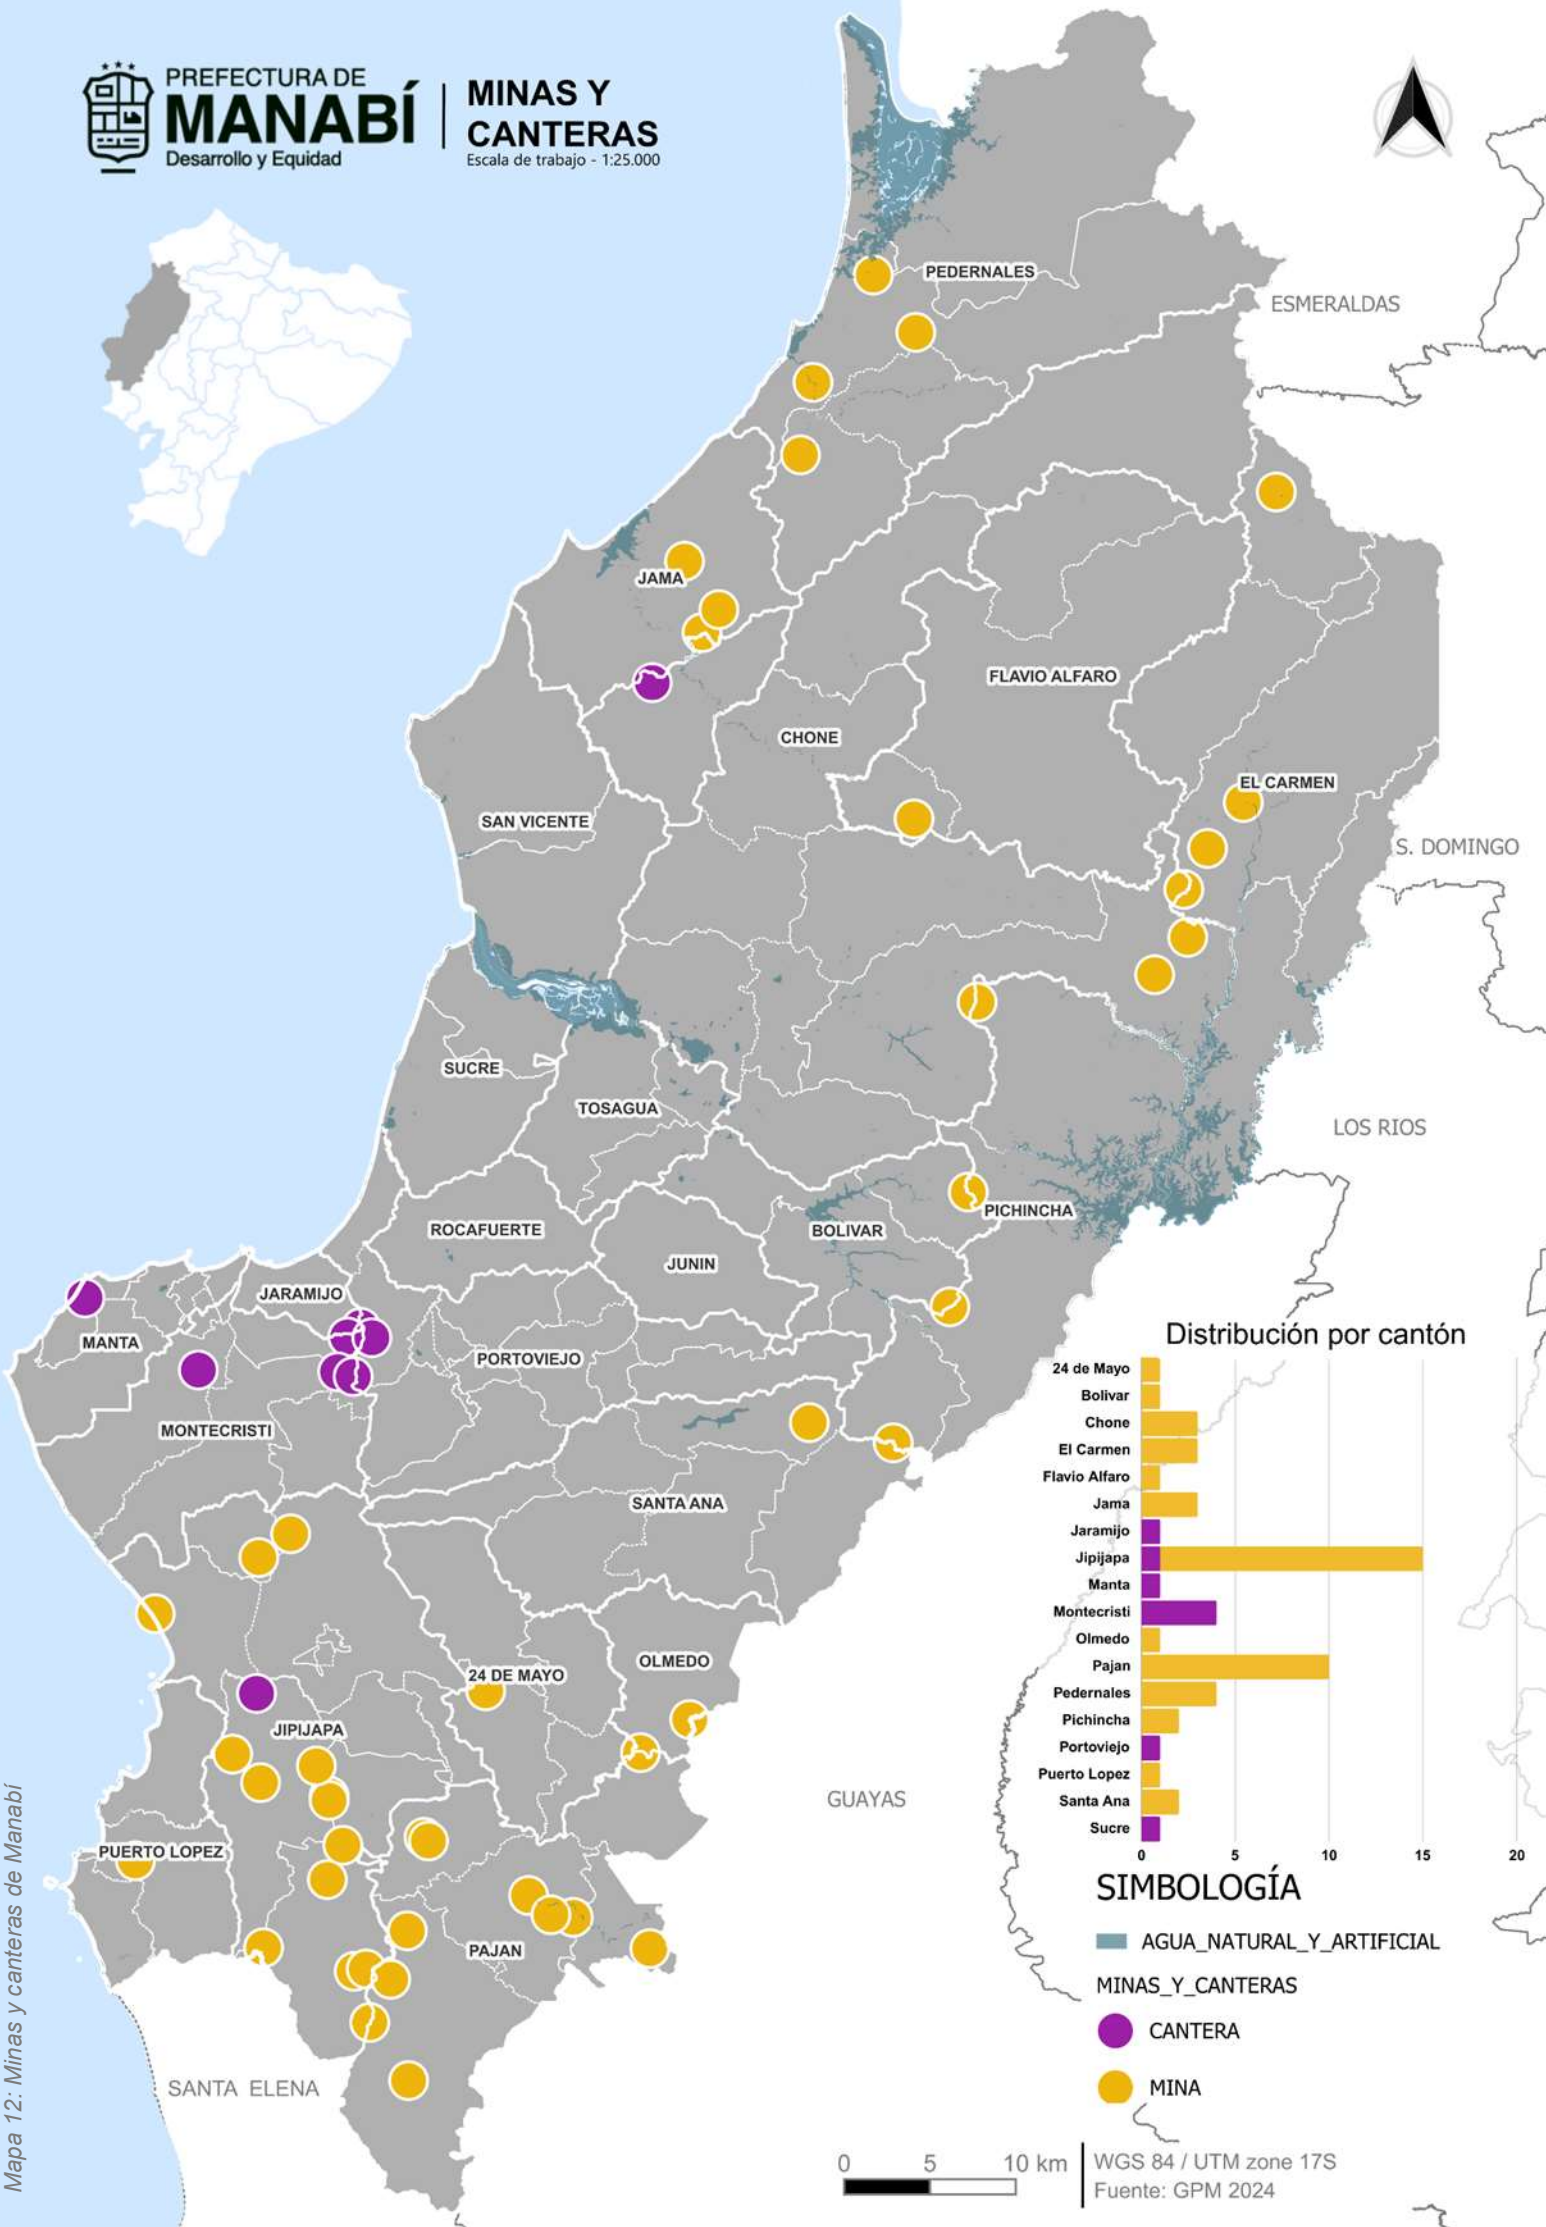 PREFECTURA DE
MANABÍ
Desarrollo y Equidad
MINAS Y
CANTERAS
Escala de trabajo - 1:25.000
PEDERNALES
ESMERALDAS
JAMA
FLAVIO ALFARO
CHONE
EL CARMEN
SAN VICENTE
S. DOMINGO
SUCRE
TOSAGUA
LOS RIOS
PICHINCHA
ROCAFUERTE
BOLIVAR
JUNIN
JARAMIJO
MANTA
PORTOVIEJO
MONTECRISTI
SANTA ANA
OLMEDO
24 DE MAYO
JIPIJAPA
GUAYAS
PUERTO LOPEZ
PAJAN
SANTA ELENA
Distribución por cantón
24 de Mayo
Bolivar
Chone
El Carmen
Flavio Alfaro
Jama
Jaramijo
Jipijapa
Manta
Montecristi
Olmedo
Pajan
Pedernales
Pichincha
Portoviejo
Puerto Lopez
Santa Ana
Sucre
0 5 10 15 20
SIMBOLOGÍA
AGUA_NATURAL_Y_ARTIFICIAL
MINAS_Y_CANTERAS
CANTERA
MINA
0 5 10 km
WGS 84 / UTM zone 17S
Fuente: GPM 2024
Mapa 12: Minas y canteras de Manabí